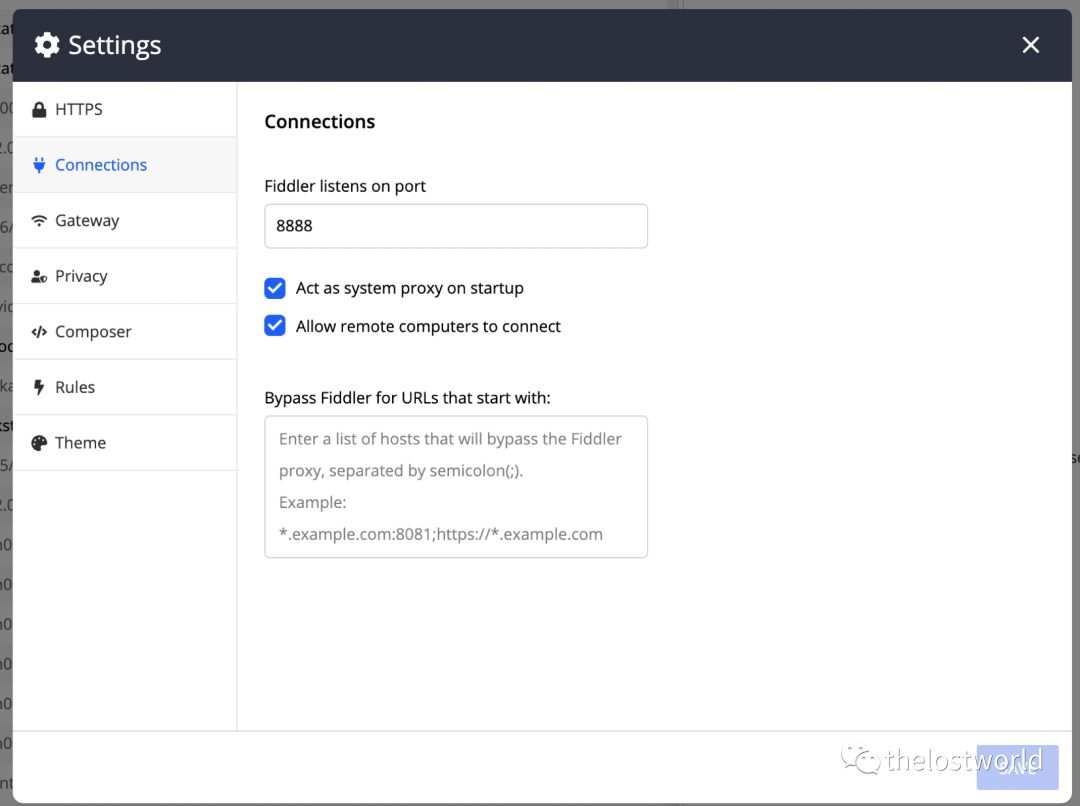 Settings
HTTPS
Connections
Gateway
Privacy
Composer
Rules
Theme
Connections
Fiddler listens on port
8888
Act as system proxy on startup
Allow remote computers to connect
Bypass Fiddler for URLs that start with:
Enter a list of hosts that will bypass the Fiddler
proxy, separated by semicolon(;).
Example:
*.example.com:8081;https://*.example.com
SAVE
thelostworld